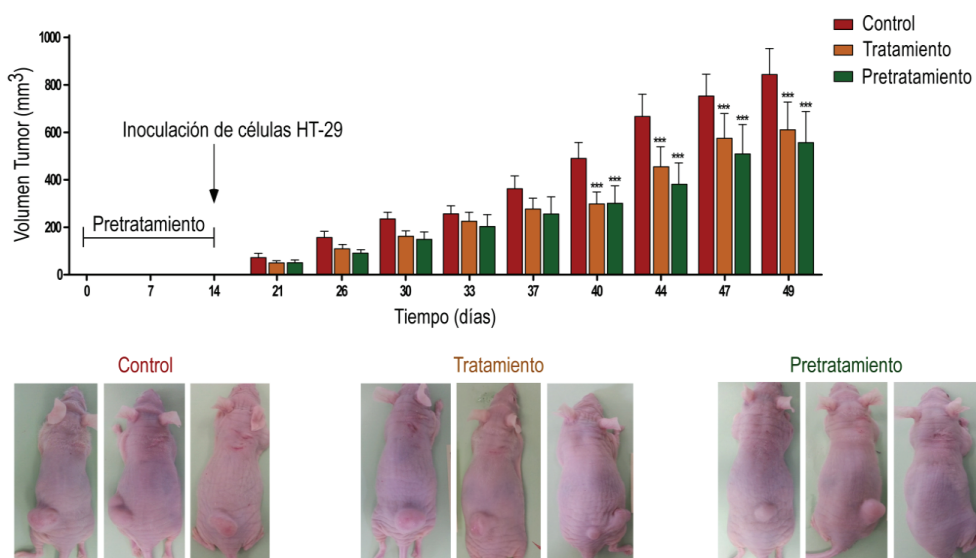 Control
Tratamiento
Pretratamiento
Volumen Tumor (mm3)
1000
800
600
400
200
0
Inoculación de células HT-29
Pretratamiento
*** ***
*** ***
*** ***
*** ***
0 7 14 21 26 30 33 37 40 44 47 49
Tiempo (días)
Control Tratamiento Pretratamiento